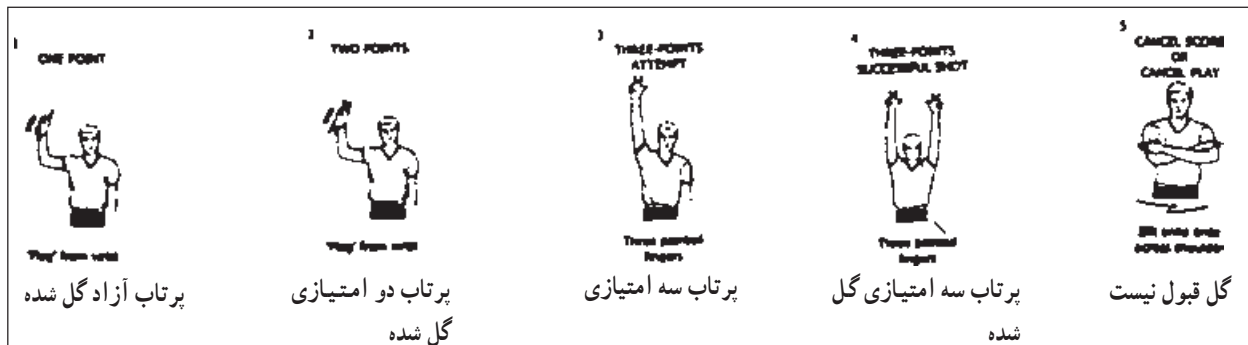 1
ONE POINT
'Flag' from wrist
پرتاب آزاد گل شده
2
TWO POINTS
'Flag' from wrist
پرتاب دو امتیازی
گل شده
3
THREE-POINTS
ATTEMPT
Three pointed
fingers
پرتاب سه امتیازی
4
THREE-POINTS
SUCCESSFUL SHOT
Three pointed
fingers
پرتاب سه امتیازی گل
شده
5
CANCEL SCORE
OR
CANCEL PLAY
across
گل قبول نیست